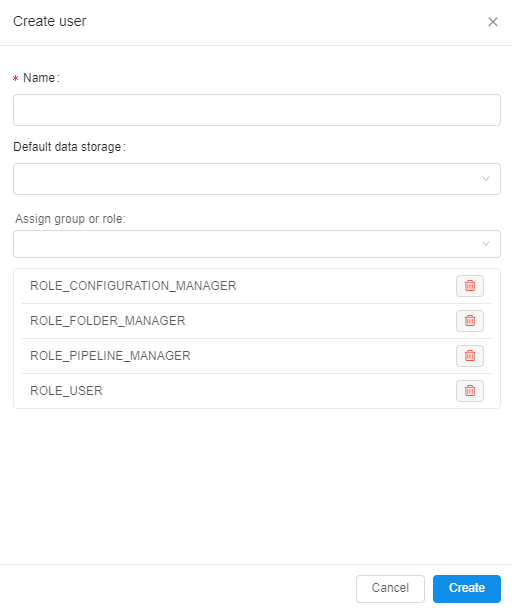 Create user
* Name:
Default data storage:
Assign group or role:
ROLE_CONFIGURATION_MANAGER
ROLE_FOLDER_MANAGER
ROLE_PIPELINE_MANAGER
ROLE_USER
Cancel Create